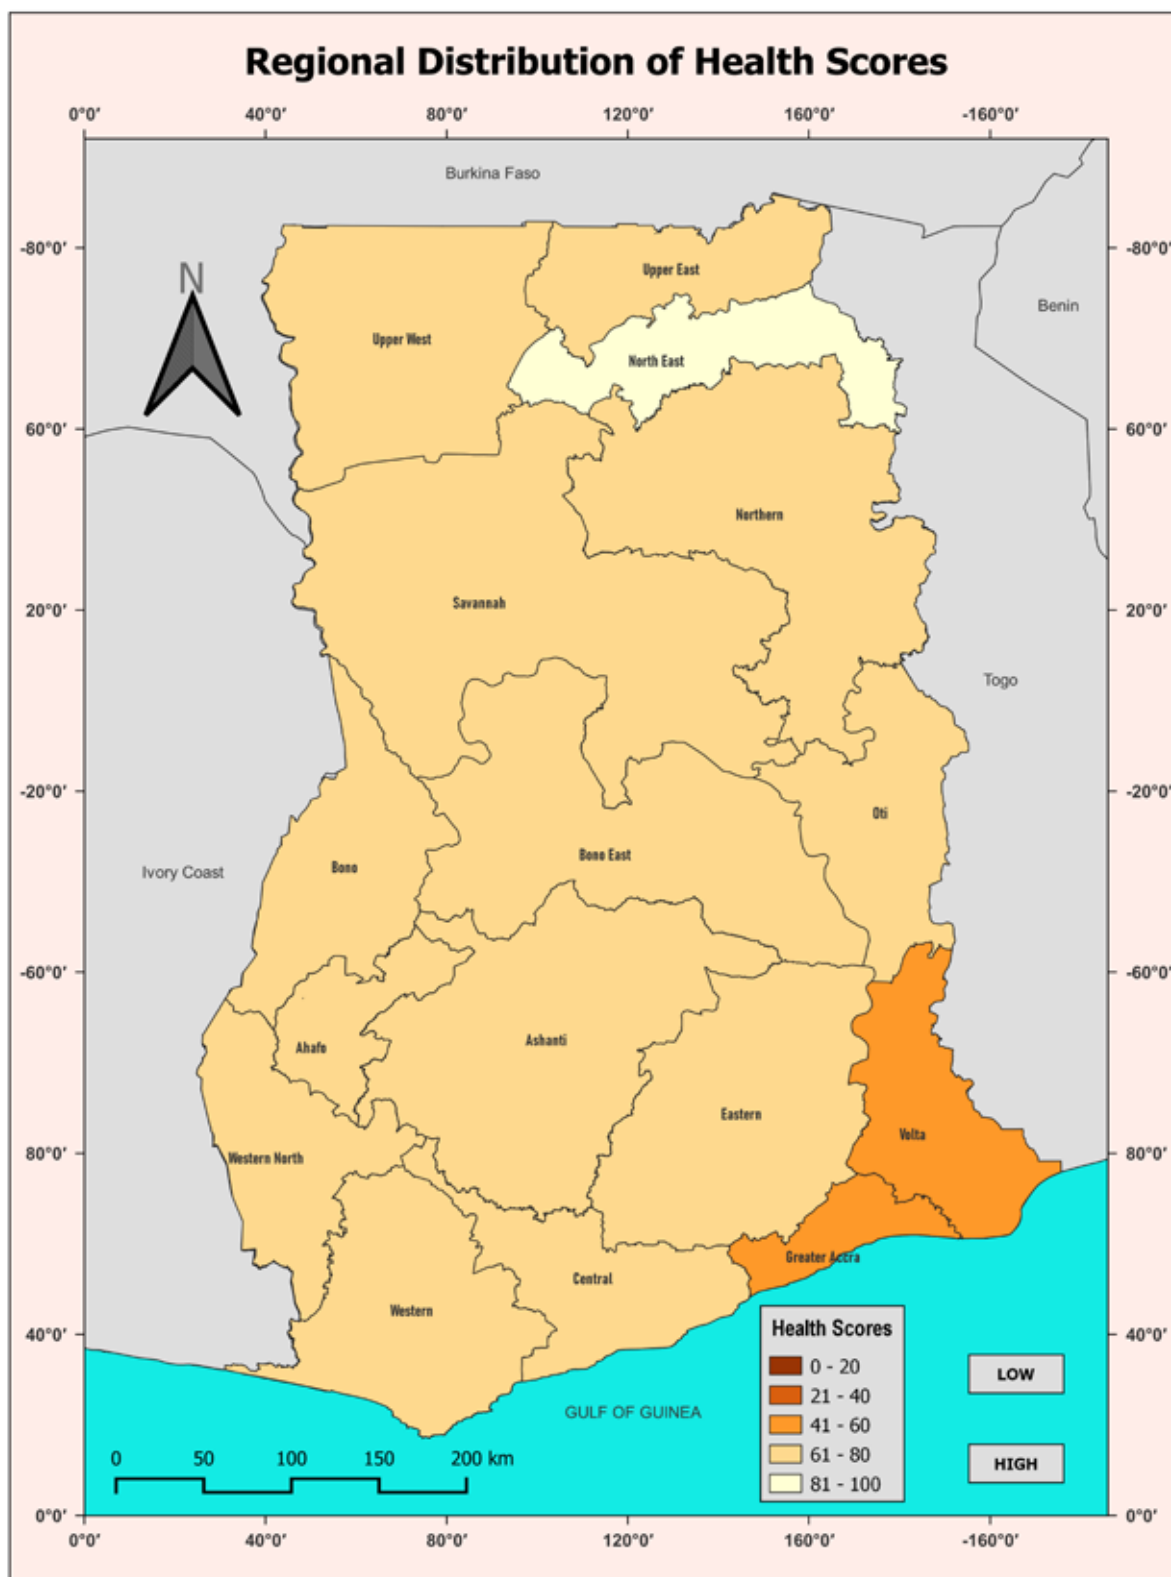 Regional Distribution of Health Scores
0°0′ 40°0′ 80°0′ 120°0′ 160°0′ -160°0′
Burkina Faso
-80°0′ -80°0′
N
Upper East
Benin
Upper West
North East
60°0′ 60°0′
Northern
Savannah
20°0′ 20°0′
Togo
-20°0′ -20°0′
Oti
Bono East
Bono
Ivory Coast
-60°0′ -60°0′
Ashanti
Ahafo
Eastern
Volta
80°0′ 80°0′
Western North
Greater Accra
Central
Western
Health Scores
40°0′ 40°0′
0 - 20
21 - 40
41 - 60
61 - 80
81 - 100
LOW
HIGH
GULF OF GUINEA
0 50 100 150 200 km
0°0′ 0°0′
0°0′ 40°0′ 80°0′ 120°0′ 160°0′ -160°0′